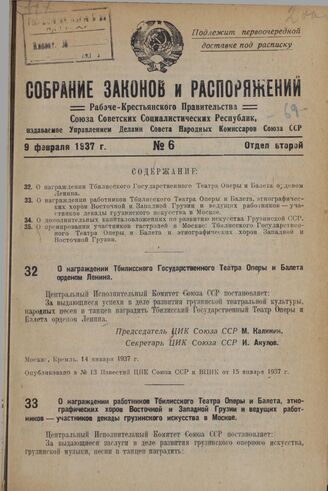 Подлежит первоочередной
доставке под расписку
СОБРАНИЕ ЗАКОНОВ И РАСПОРЯЖЕНИЙ
Рабоче-Крестьянского Правительства
Союза Советских Социалистических Республик,
издаваемое Управлением Делами Совета Народных Комиссаров Союза ССР
-69-
9 февраля 1937 г. № 6 Отдел второй
СОДЕРЖАНИЕ:
32. О награждении Тбилисского Государственного Театра Оперы и Балета орденом
Ленина.
33. О награждении работников Тбилисского Театра Оперы и Балета, этнографических
хоров Восточной и Западной Грузии и ведущих работников — участников
декады грузинского искусства в Москве.
34. О дополнительных капиталовложениях по развитию искусства Грузинской ССР.
35. О премировании участников гастролей в Москве: Тбилисского Государственного
Театра Оперы и Балета и этнографических хоров Западной и
Восточной Грузии.
32 О награждении Тбилисского Государственного Театра Оперы и Балета
орденом Ленина.
Центральный Исполнительный Комитет Союза ССР постановляет:
За выдающиеся успехи в деле развития грузинской театральной культуры,
народных песен и танцев наградить Тбилисский Государственный Театр Оперы и
Балета орденом Ленина.
Председатель ЦИК Союза ССР М. Калинин.
Секретарь ЦИК Союза ССР И. Акулов.
Москва, Кремль. 14 января 1937 г.
Опубликовано в № 13 Известий ЦИК Союза ССР и ВЦИК от 15 января 1937 г.
33 О награждении работников Тбилисского Театра Оперы и Балета, этно-
графических хоров Восточной и Западной Грузии и ведущих работ-
ников — участников декады грузинского искусства в Москве.
Центральный Исполнительный Комитет Союза ССР постановляет:
За выдающиеся заслуги в деле развития грузинского оперного искусства,
грузинской музыки, песни и танцев наградить: